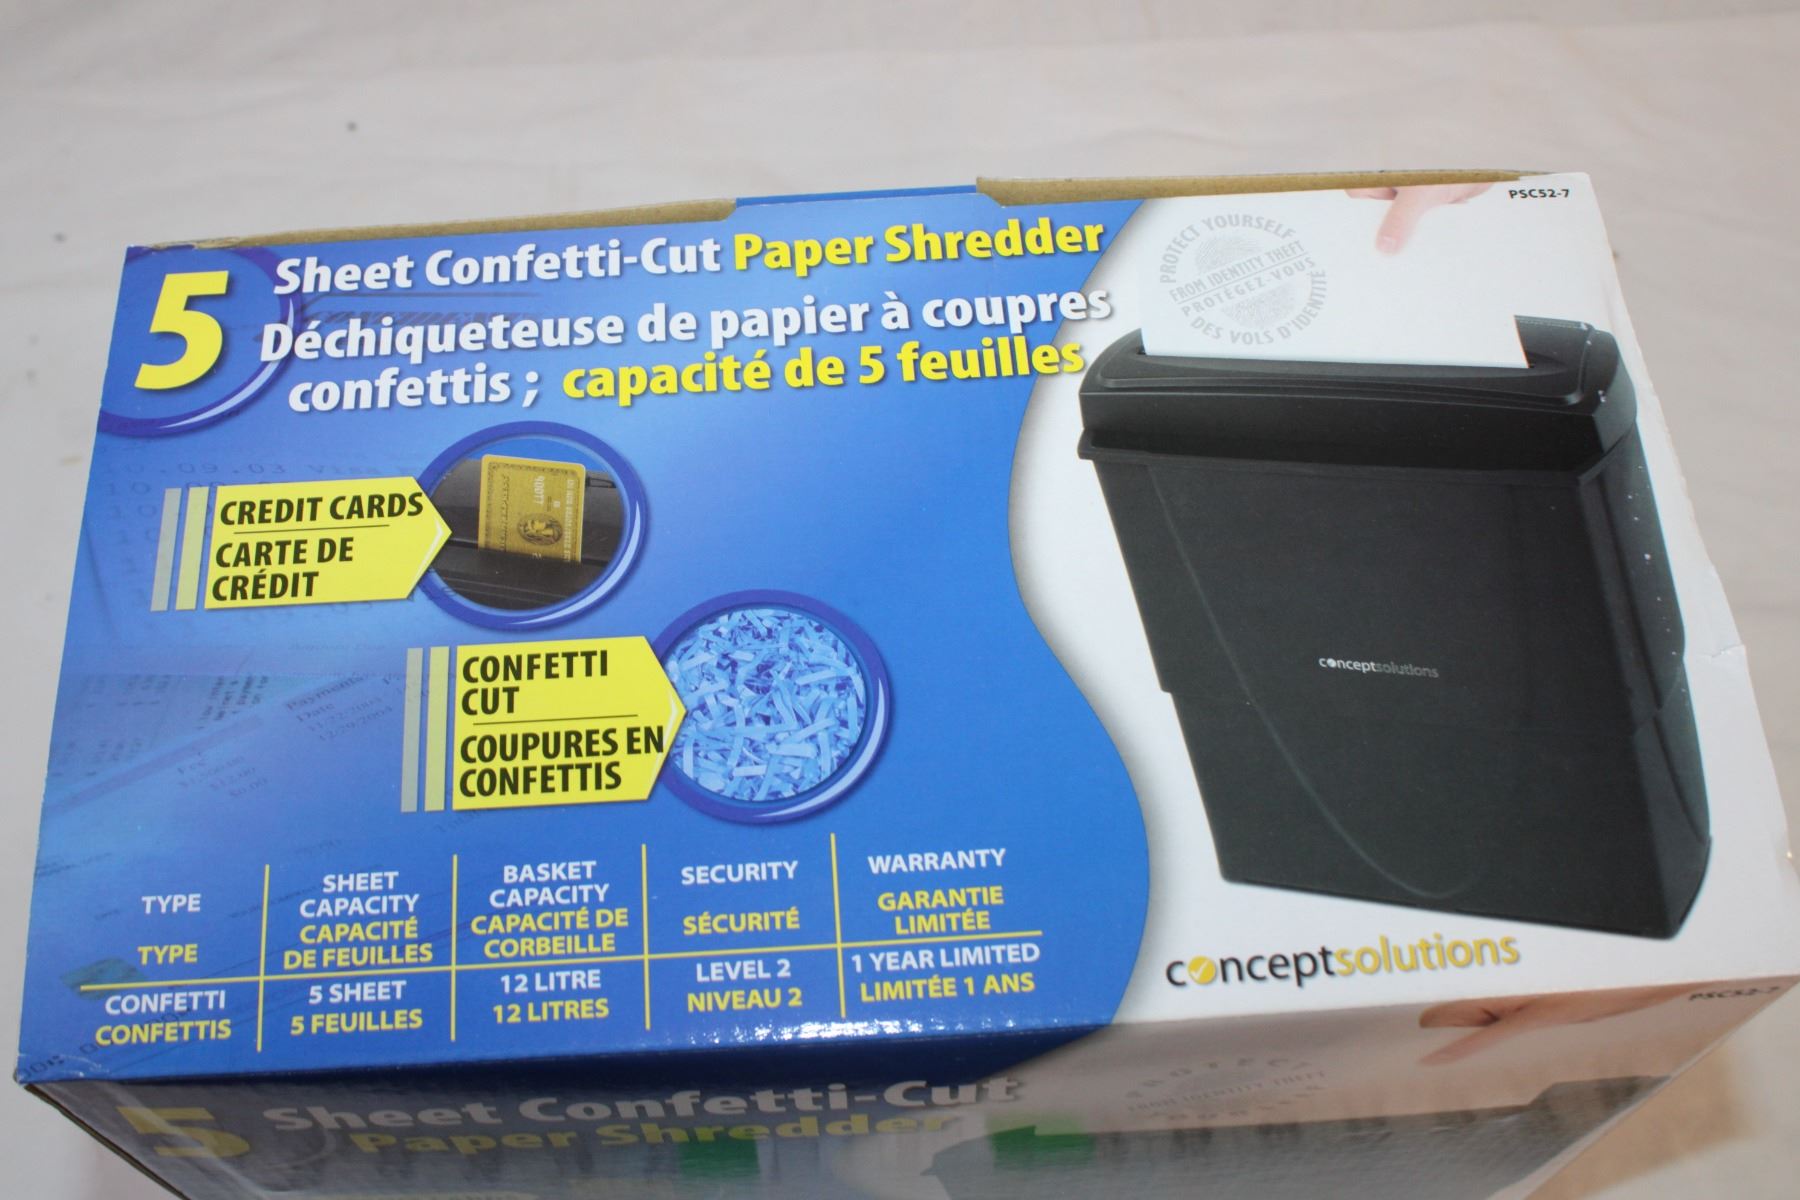 PSC52-7
5 Sheet Confetti-Cut Paper Shredder
Déchiqueteuse de papier à coupres
confettis ; capacité de 5 feuilles
PROTECT YOURSELF
FROM IDENTITY THEFT
PROTÉGEZ-VOUS
DES VOLS D'IDENTITÉ
CREDIT CARDS
CARTE DE
CRÉDIT
CONFETTI
CUT
COUPURES EN
CONFETTIS
conceptsolutions
TYPE
TYPE
SHEET
CAPACITY
CAPACITÉ
DE FEUILLES
BASKET
CAPACITY
CAPACITÉ DE
CORBEILLE
SECURITY
SÉCURITÉ
WARRANTY
GARANTIE
LIMITÉE
CONFETTI
CONFETTIS
5 SHEET
5 FEUILLES
12 LITRE
12 LITRES
LEVEL 2
NIVEAU 2
1 YEAR LIMITED
LIMITÉE 1 ANS
conceptsolutions
PSC52-7
5 Sheet Confetti-Cut
Paper Shredder